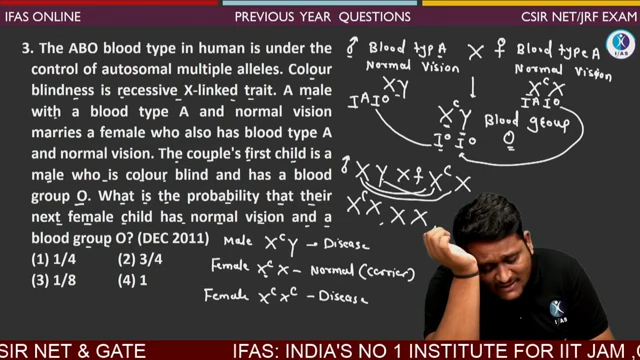 IFAS ONLINE
PREVIOUS YEAR QUESTIONS
CSIR NET/JRF EXAM
IFAS
3. The ABO blood type in human is under the
control of autosomal multiple alleles. Colour
blindness is recessive X-linked trait. A male
with a blood type A and normal vision
marries a female who also has blood type A
and normal vision. The couple's first child is a
male who is colour blind and has a blood
group O. What is the probability that their
next female child has normal vision and a
blood group O? (DEC 2011)
(1) 1/4 (2) 3/4
(3) 1/8 (4) 1
♂ Blood type A X ♀ Blood type A
Normal Vision Normal Vision
XY XᶜX
IᴬIᴼ IᴬIᴼ
XᶜY Blood group
IᴼIᴼ O
♂ XY x ♀ XᶜX
XᶜX, XX
Male XᶜY – Disease
Female XᶜX – Normal (carrier)
Female XᶜXᶜ – Disease
SIR NET & GATE IFAS: INDIA'S NO 1 INSTITUTE FOR IIT JAM ,